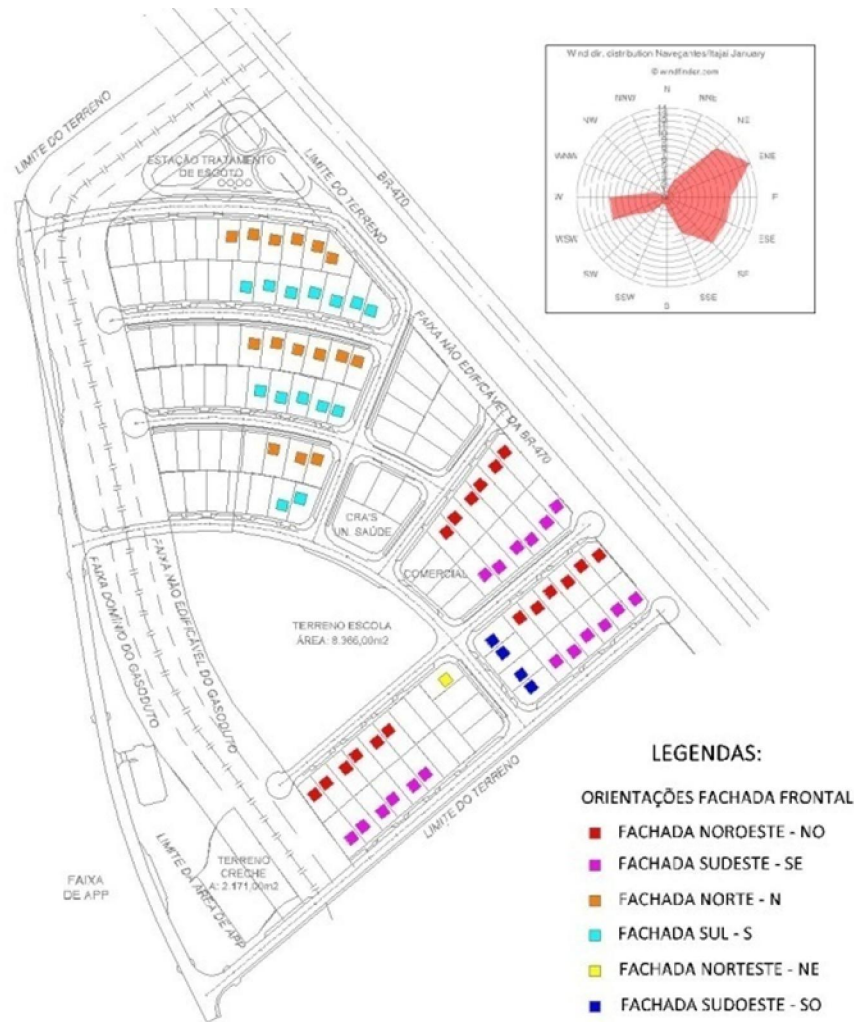 Wind dir. distribution Navegantes/Itajaí January
© windfinder.com
N
NNW
NNE
NW
NE
WNW
ENE
W
E
WSW
ESE
SW
SE
SSW
SSE
S
LIMITE DO TERRENO
ESTAÇÃO TRATAMENTO
DE ESGOTO
LIMITE DO TERRENO
BR-470
FAIXA NÃO EDIFICÁVEL DA BR-470
CRA'S
UN. SAÚDE
COMERCIAL
TERRENO ESCOLA
ÁREA: 8.366,00m2
FAIXA DOMÍNIO DO GASODUTO
FAIXA NÃO EDIFICÁVEL DO GASODUTO
LIMITE DO TERRENO
LIMITE DA ÁREA DE APP
TERRENO
CRECHE
A: 2.171,00m2
FAIXA
DE APP
LEGENDAS:
ORIENTAÇÕES FACHADA FRONTAL
FACHADA NOROESTE - NO
FACHADA SUDESTE - SE
FACHADA NORTE - N
FACHADA SUL - S
FACHADA NORTESTE - NE
FACHADA SUDOESTE - SO